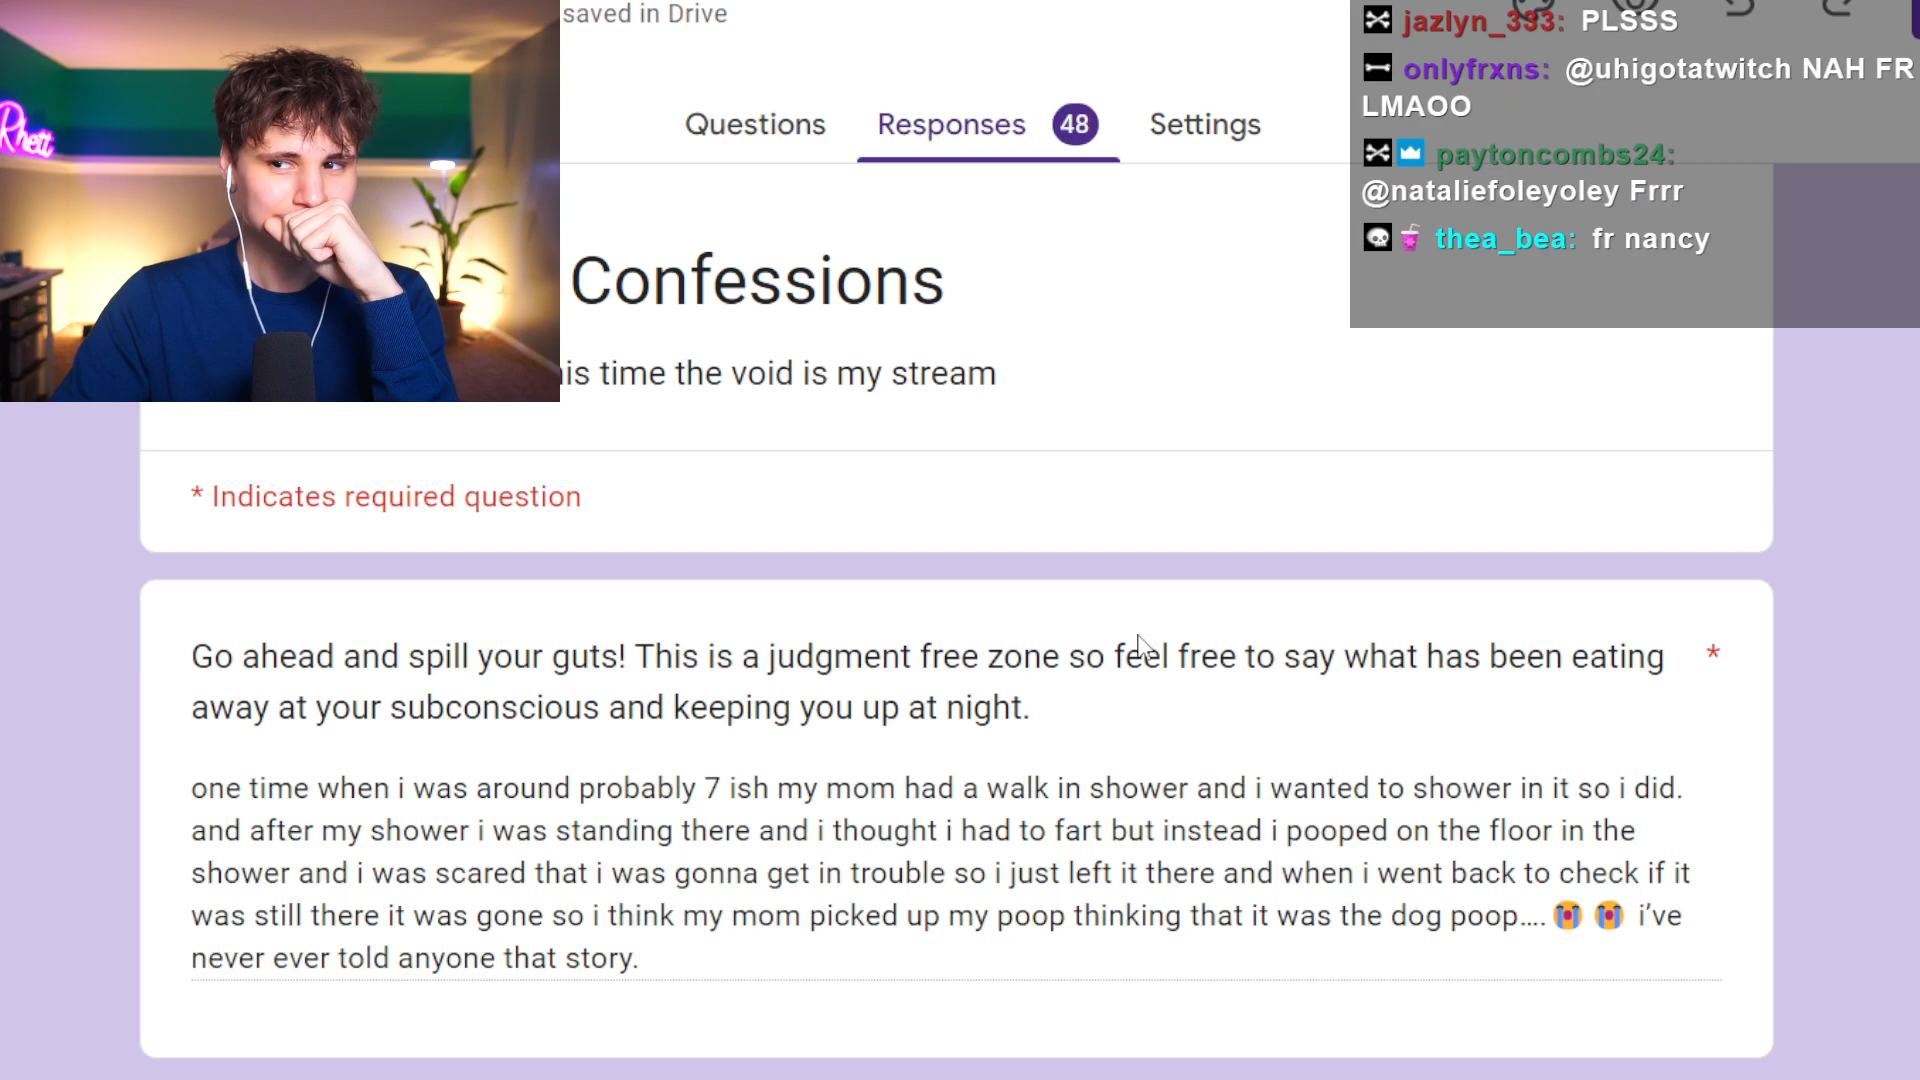 saved in Drive
Rhett
Questions
Responses
48
Settings
Confessions
is time the void is my stream
* Indicates required question
Go ahead and spill your guts! This is a judgment free zone so feel free to say what has been eating *
away at your subconscious and keeping you up at night.
one time when i was around probably 7 ish my mom had a walk in shower and i wanted to shower in it so i did.
and after my shower i was standing there and i thought i had to fart but instead i pooped on the floor in the
shower and i was scared that i was gonna get in trouble so i just left it there and when i went back to check if it
was still there it was gone so i think my mom picked up my poop thinking that it was the dog poop.... 😭 😭 i’ve
never ever told anyone that story.
jazlyn_333: PLSSS
onlyfrxns: @uhigotatwitch NAH FR
LMAOO
paytoncombs24:
@nataliefoleyoley Frrr
thea_bea: fr nancy